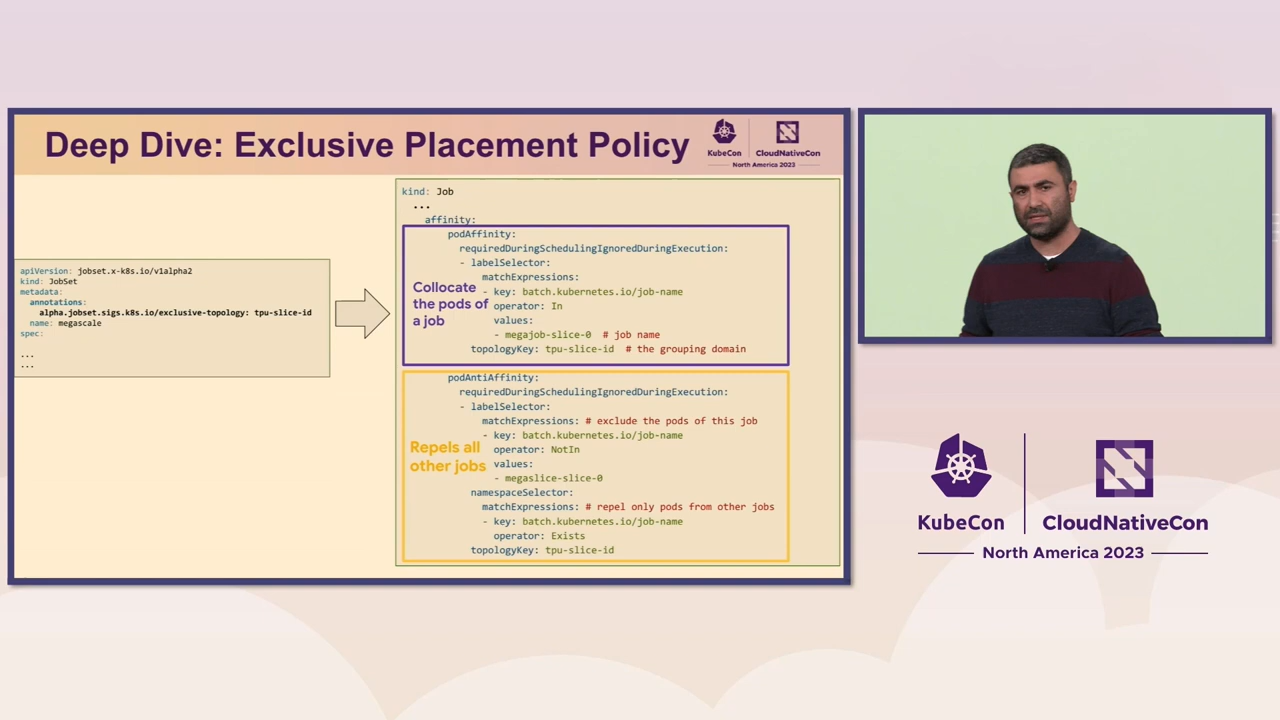 Deep Dive: Exclusive Placement Policy
KubeCon
CloudNativeCon
North America 2023
apiVersion: jobset.x-k8s.io/v1alpha2
kind: JobSet
metadata:
annotations:
alpha.jobset.sigs.k8s.io/exclusive-topology: tpu-slice-id
name: megascale
spec:
...
...
kind: Job
...
affinity:
podAffinity:
requiredDuringSchedulingIgnoredDuringExecution:
- labelSelector:
matchExpressions:
- key: batch.kubernetes.io/job-name
operator: In
values:
- megajob-slice-0 # job name
topologyKey: tpu-slice-id # the grouping domain
Collocate
the pods of
a job
podAntiAffinity:
requiredDuringSchedulingIgnoredDuringExecution:
- labelSelector:
matchExpressions: # exclude the pods of this job
- key: batch.kubernetes.io/job-name
operator: NotIn
values:
- megaslice-slice-0
namespaceSelector:
matchExpressions: # repel only pods from other jobs
- key: batch.kubernetes.io/job-name
operator: Exists
topologyKey: tpu-slice-id
Repels all
other jobs
KubeCon
CloudNativeCon
North America 2023